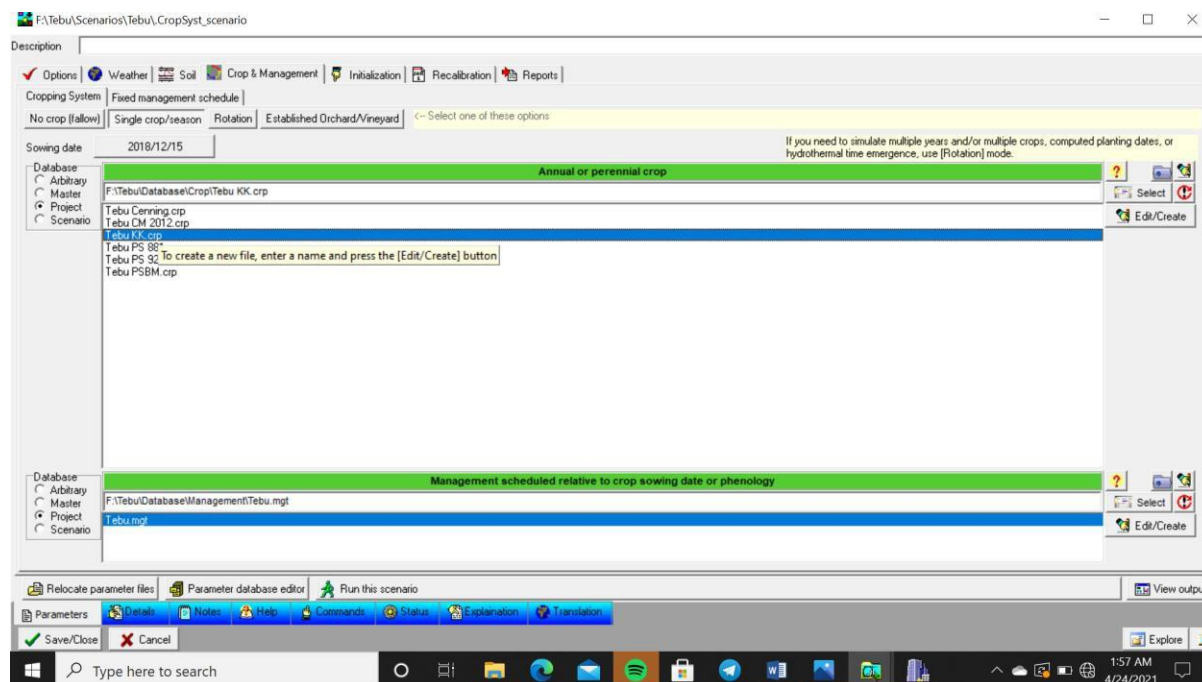 F:\Tebu\Scenarios\Tebu\.CropSyst_scenario
Description
Options Weather Soil Crop & Management Initialization Recalibration Reports
Cropping System Fixed management schedule
No crop (fallow) Single crop/season Rotation Established Orchard/Vineyard <-- Select one of these options
Sowing date 2018/12/15 If you need to simulate multiple years and/or multiple crops, computed planting dates, or
hydrothermal time emergence, use [Rotation] mode.
Database Annual or perennial crop ?
Arbitrary
Master F:\Tebu\Database\Crop\Tebu KK.crp Select
Project Tebu Cenning.crp Edit/Create
Scenario Tebu CM 2012.crp
Tebu KK.crp
Tebu PS 88
Tebu PS 92 To create a new file, enter a name and press the [Edit/Create] button
Tebu PSBM.crp
Database Management scheduled relative to crop sowing date or phenology ?
Arbitrary
Master F:\Tebu\Database\Management\Tebu.mgt Select
Project Tebu.mgt
Scenario Edit/Create
Relocate parameter files Parameter database editor Run this scenario View outpu
Parameters Details Notes Help Commands Status Explaination Translation
Save/Close Cancel Explore
Type here to search 1:57 AM
4/24/2021